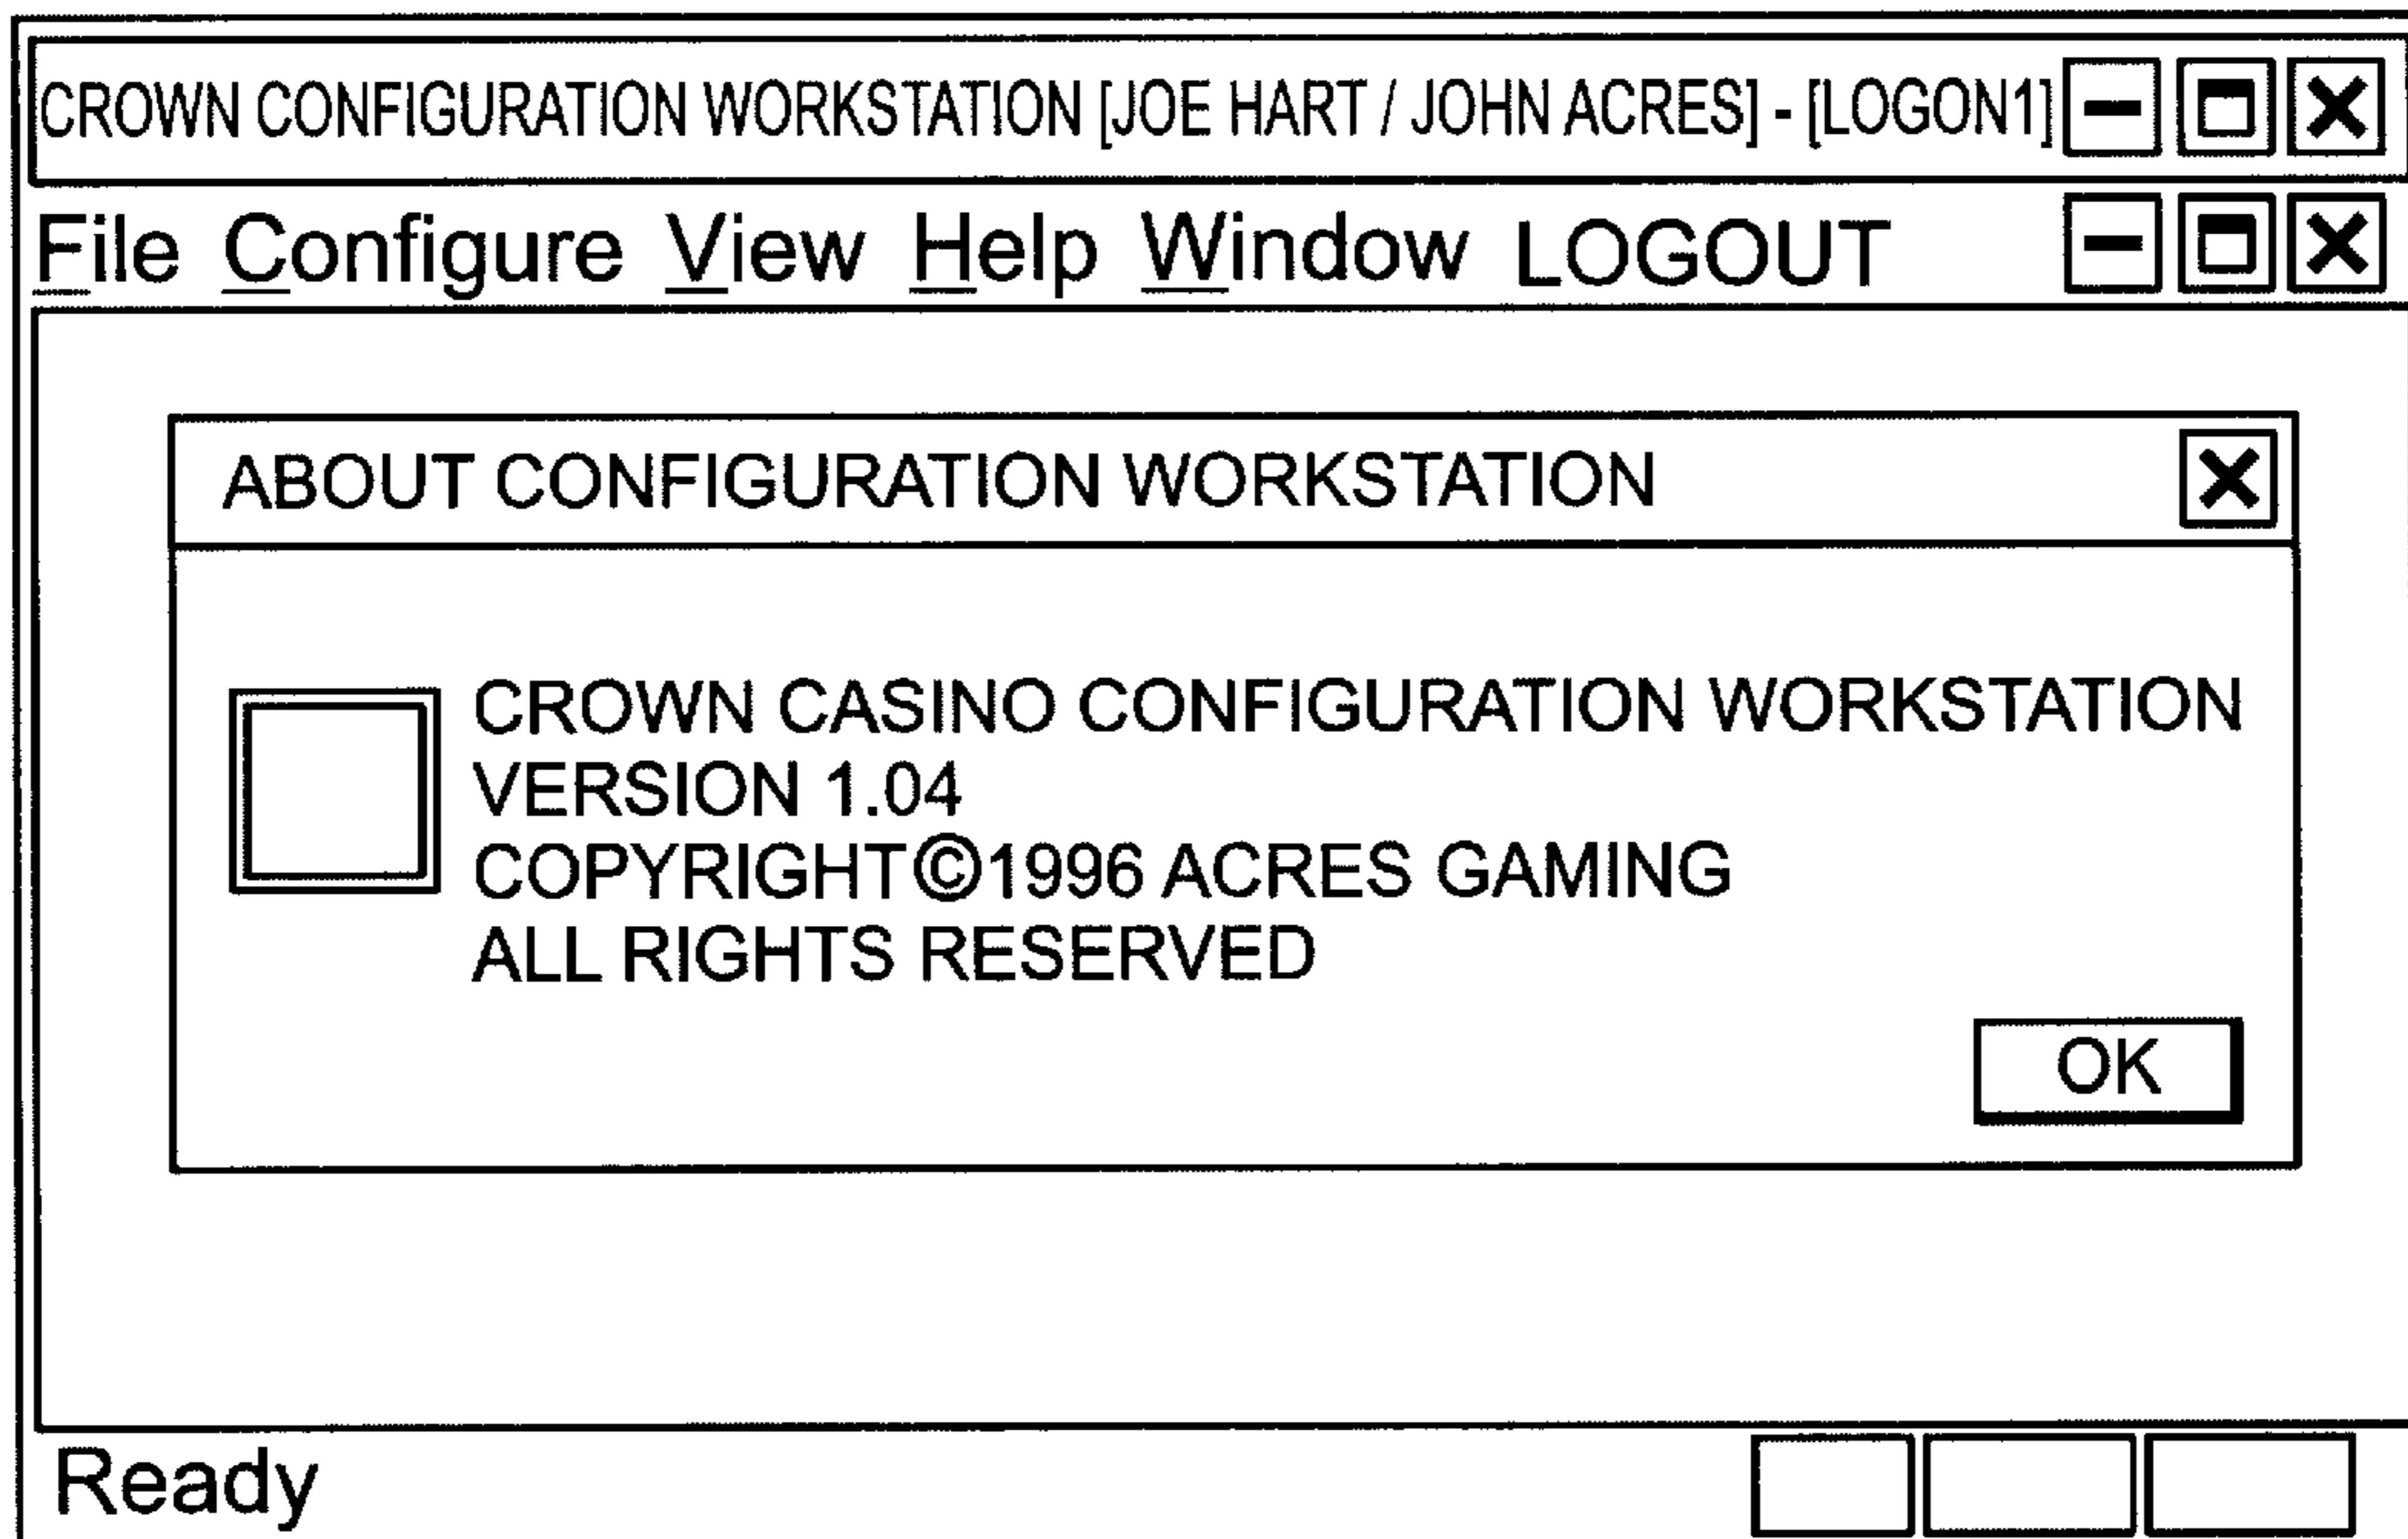 CROWN CONFIGURATION WORKSTATION [JOE HART / JOHN ACRES] - [LOGON1]
File Configure View Help Window LOGOUT
ABOUT CONFIGURATION WORKSTATION
CROWN CASINO CONFIGURATION WORKSTATION
VERSION 1.04
COPYRIGHT©1996 ACRES GAMING
ALL RIGHTS RESERVED
OK
Ready